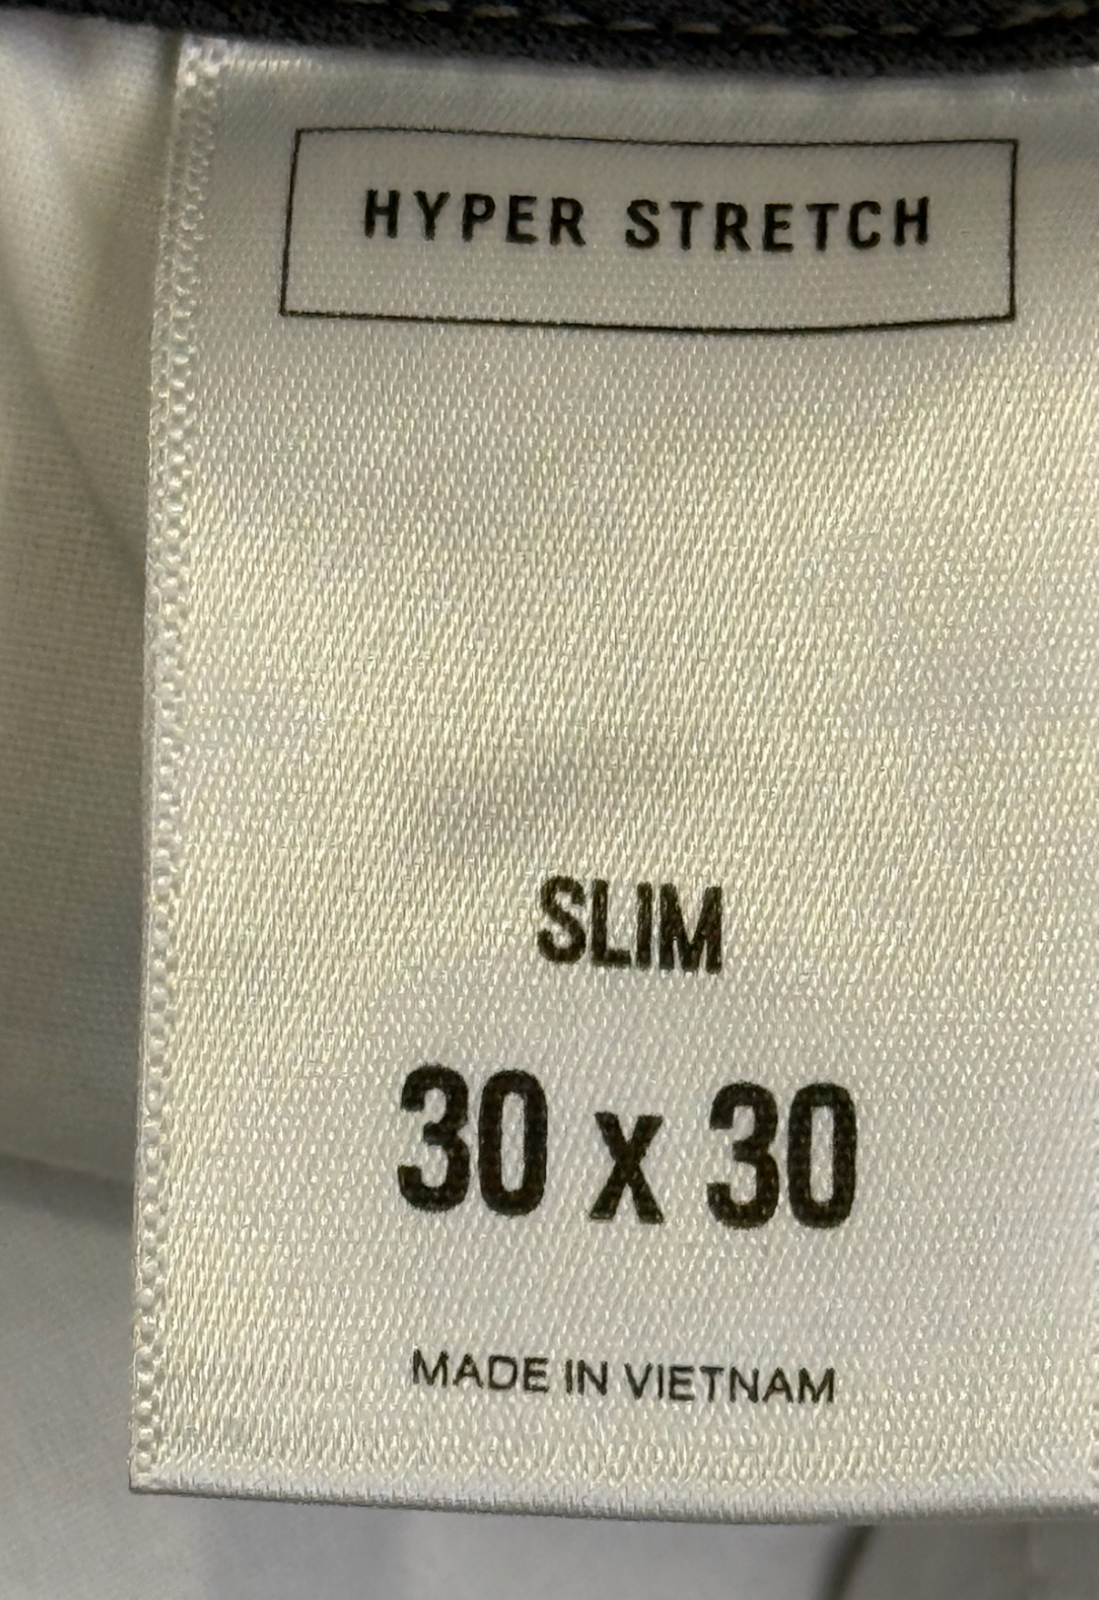 HYPER STRETCH
SLIM
30 x 30
MADE IN VIETNAM